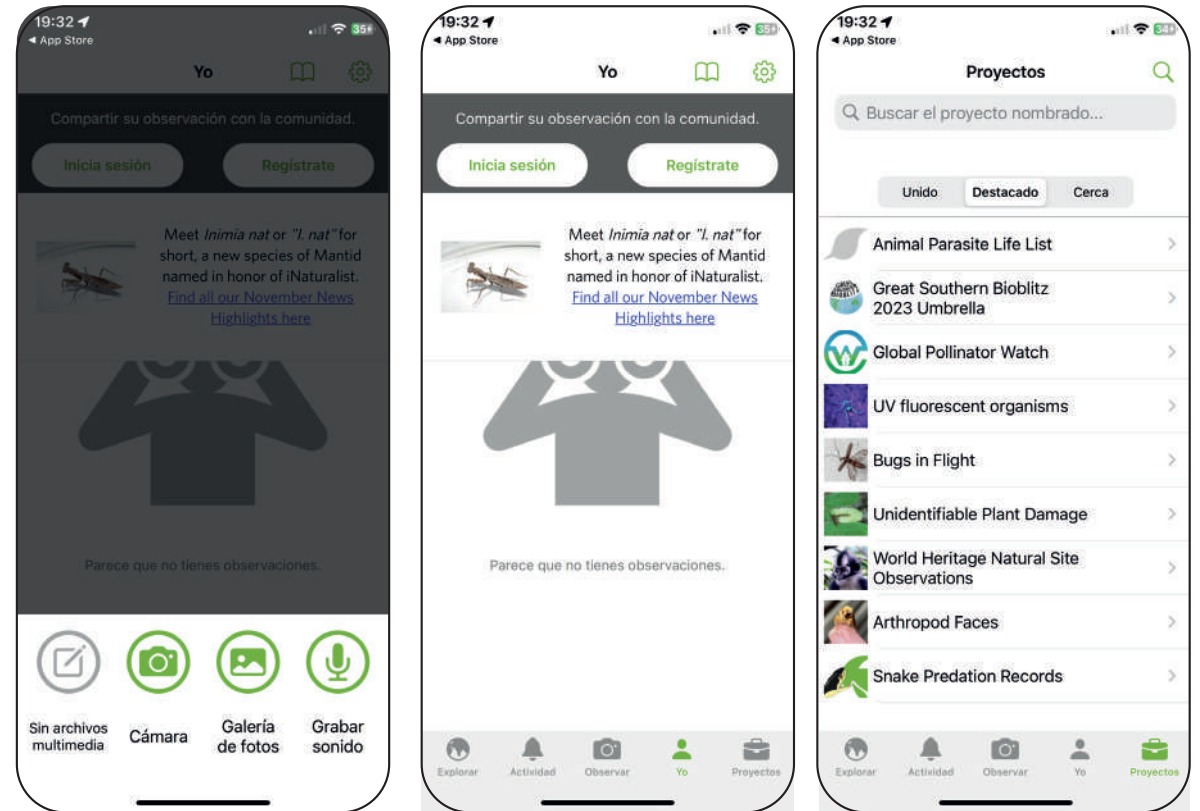 19:32
35
◀ App Store
Yo
Compartir su observación con la comunidad.
Inicia sesión
Regístrate
Meet Inimia nat or "I. nat" for
short, a new species of Mantid
named in honor of iNaturalist.
Find all our November News
Highlights here
Parece que no tienes observaciones.
Sin archivos
multimedia
Cámara
Galería
de fotos
Grabar
sonido
19:32
35
◀ App Store
Yo
Compartir su observación con la comunidad.
Inicia sesión
Regístrate
Meet Inimia nat or "I. nat" for
short, a new species of Mantid
named in honor of iNaturalist.
Find all our November News
Highlights here
Parece que no tienes observaciones.
Explorar
Actividad
Observar
Yo
Proyectos
19:32
34
◀ App Store
Proyectos
Buscar el proyecto nombrado...
Unido
Destacado
Cerca
Animal Parasite Life List
Great Southern Bioblitz
2023 Umbrella
Global Pollinator Watch
UV fluorescent organisms
Bugs in Flight
Unidentifiable Plant Damage
World Heritage Natural Site
Observations
Arthropod Faces
Snake Predation Records
Explorar
Actividad
Observar
Yo
Proyectos